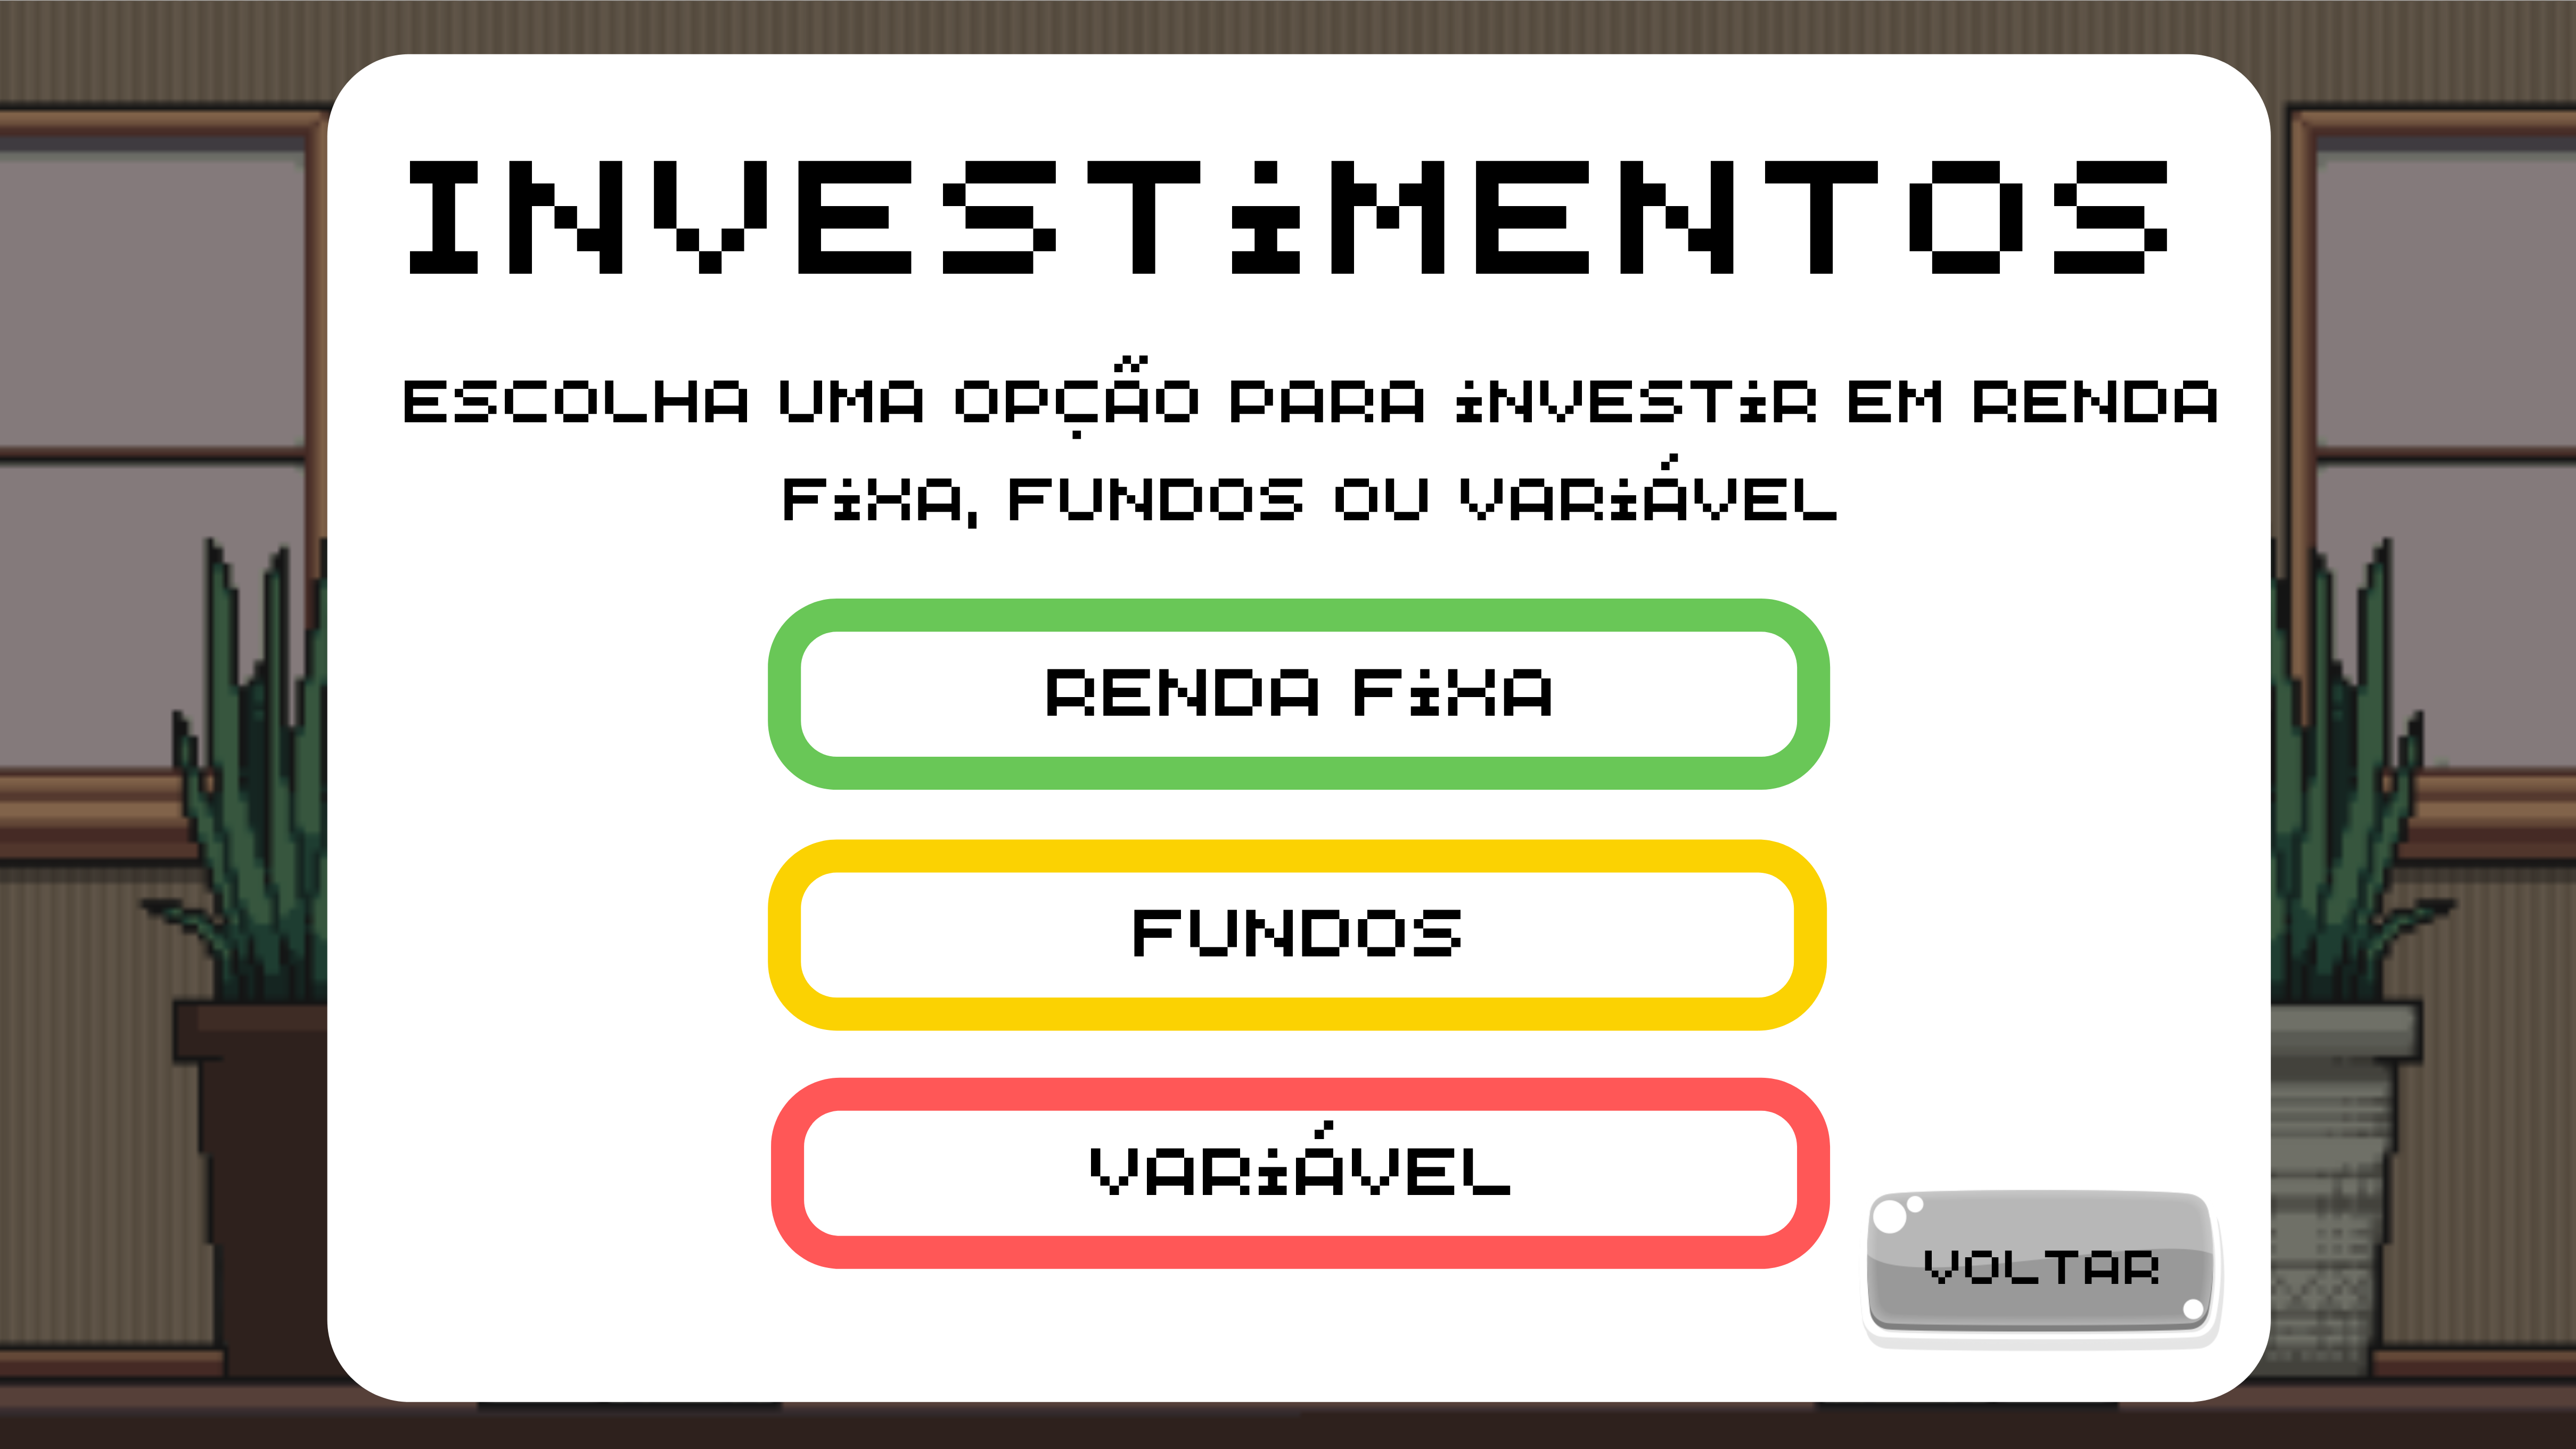 INVESTIMENTOS
ESCOLHA UMA OPÇÃO PARA INVESTIR EM RENDA
FIXA, FUNDOS OU VARIÁVEL
RENDA FIXA
FUNDOS
VARIÁVEL
VOLTAR